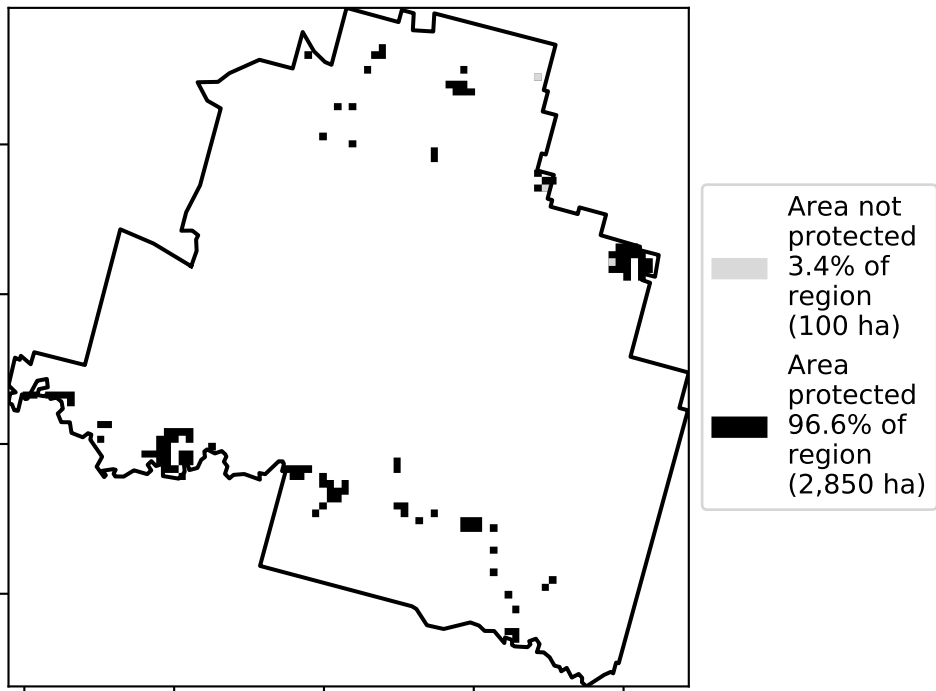 Area not
protected
3.4% of
region
(100 ha)
Area
protected
96.6% of
region
(2,850 ha)